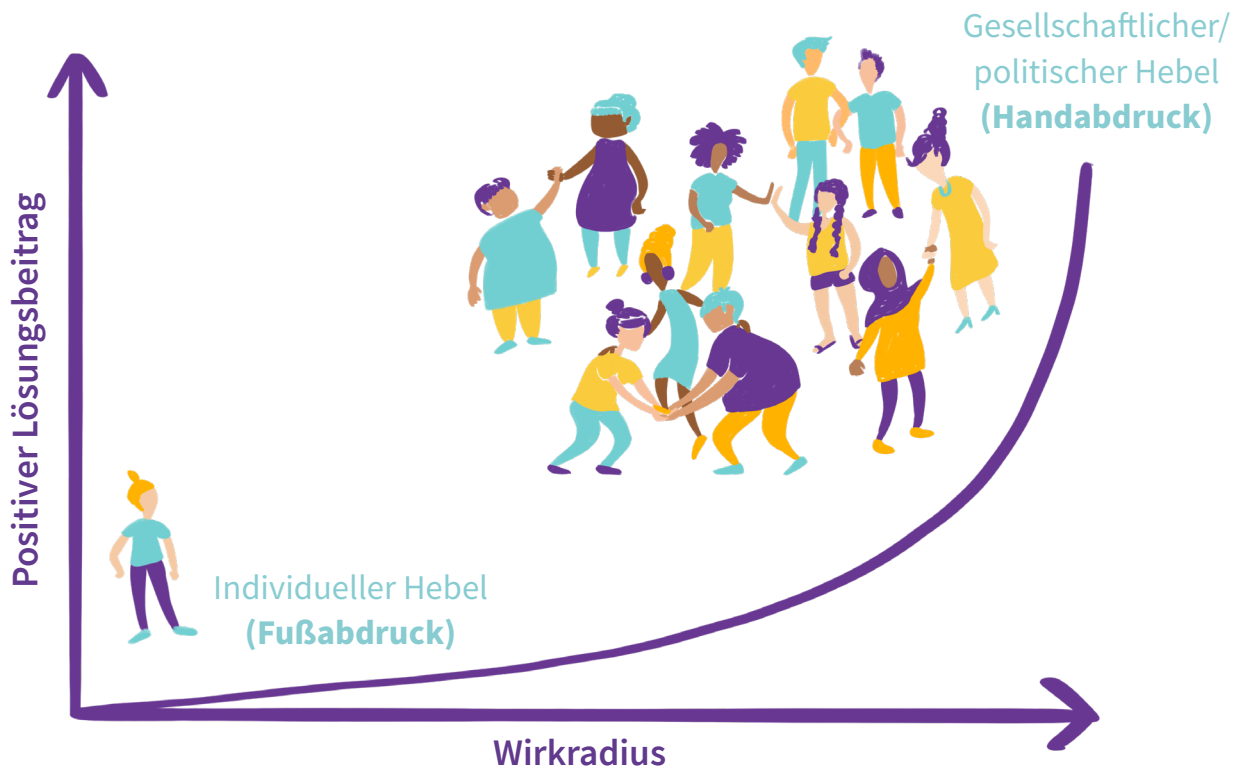 Gesellschaftlicher/
politischer Hebel
(Handabdruck)
Positiver Lösungsbeitrag
Individueller Hebel
(Fußabdruck)
Wirkradius